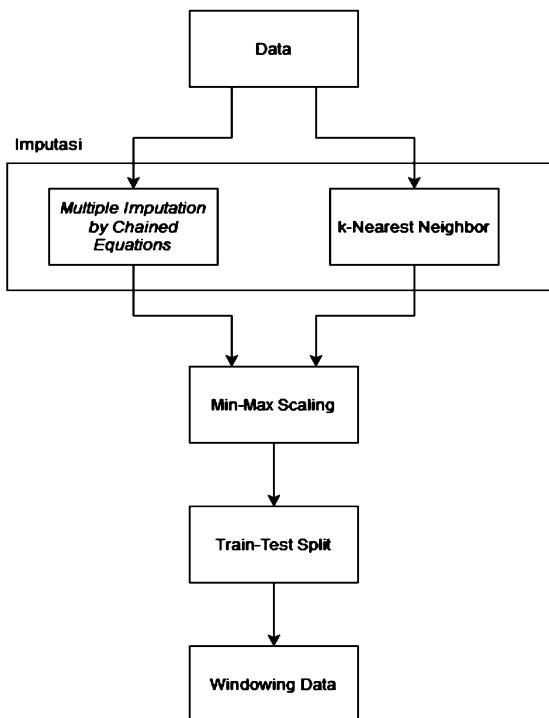 Data
Imputasi
Multiple Imputation
by Chained
Equations
k-Nearest Neighbor
Min-Max Scaling
Train-Test Split
Windowing Data